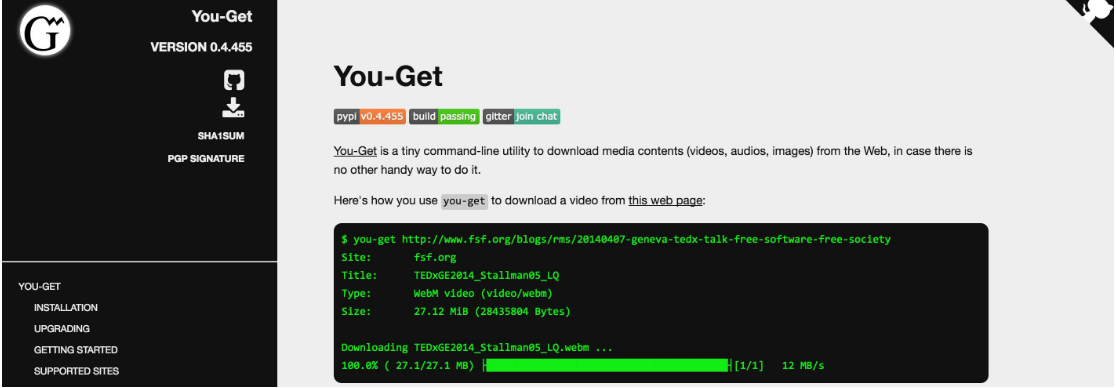 G
You-Get
VERSION 0.4.455
SHA1SUM
PGP SIGNATURE
YOU-GET
INSTALLATION
UPGRADING
GETTING STARTED
SUPPORTED SITES
You-Get
pypi v0.4.455 build passing gitter join chat
You-Get is a tiny command-line utility to download media contents (videos, audios, images) from the Web, in case there is
no other handy way to do it.
Here's how you use you-get to download a video from this web page:
$ you-get http://www.fsf.org/blogs/rms/20140407-geneva-tedx-talk-free-software-free-society
Site: fsf.org
Title: TEDxGE2014_Stallman05_LQ
Type: WebM video (video/webm)
Size: 27.12 MiB (28435804 Bytes)
Downloading TEDxGE2014_Stallman05_LQ.webm ...
100.0% ( 27.1/27.1 MB) ├████████████████████████████████████████┤[1/1] 12 MB/s